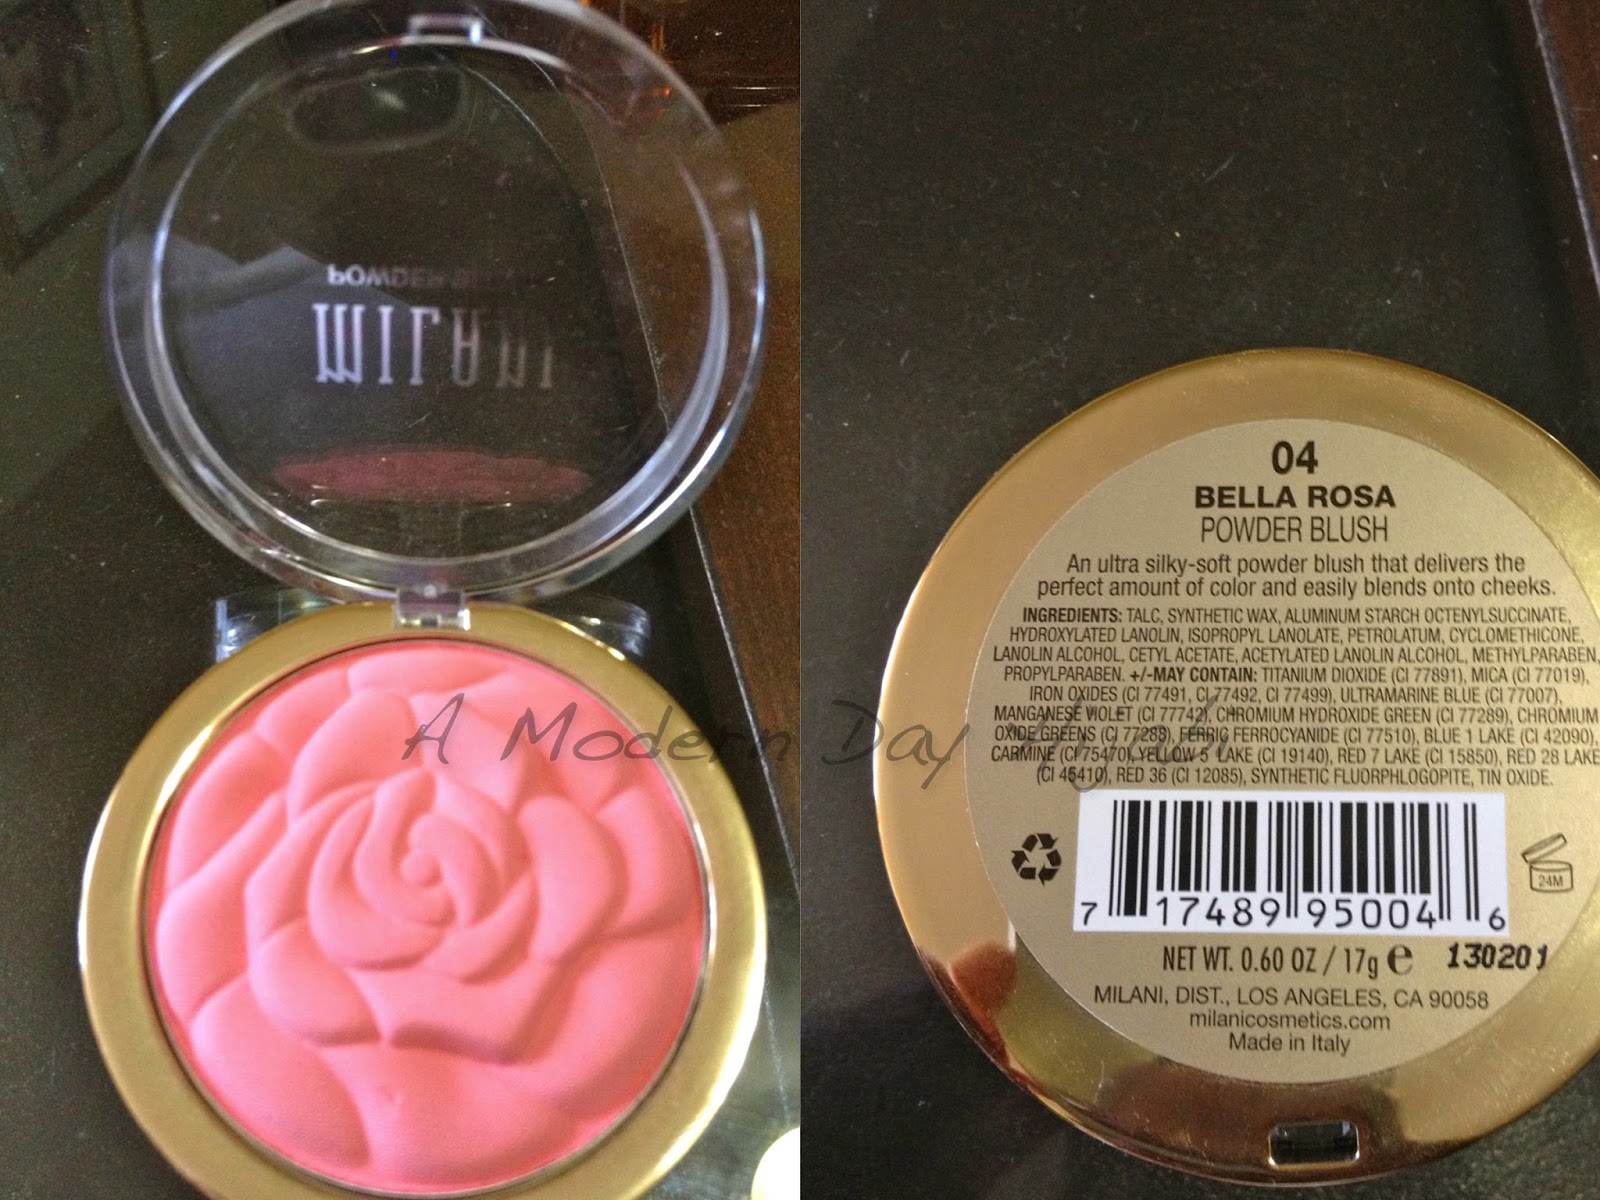 POWDER
MILANI
A Modern Day
04
BELLA ROSA
POWDER BLUSH
An ultra silky-soft powder blush that delivers the
perfect amount of color and easily blends onto cheeks.
INGREDIENTS: TALC, SYNTHETIC WAX, ALUMINUM STARCH OCTENYLSUCCINATE,
HYDROXYLATED LANOLIN, ISOPROPYL LANOLATE, PETROLATUM, CYCLOMETHICONE,
LANOLIN ALCOHOL, CETYL ACETATE, ACETYLATED LANOLIN ALCOHOL, METHYLPARABEN,
PROPYLPARABEN. +/-MAY CONTAIN: TITANIUM DIOXIDE (CI 77891), MICA (CI 77019),
IRON OXIDES (CI 77491, CI 77492, CI 77499), ULTRAMARINE BLUE (CI 77007),
MANGANESE VIOLET (CI 77742), CHROMIUM HYDROXIDE GREEN (CI 77289), CHROMIUM
OXIDE GREENS (CI 77288), FERRIC FERROCYANIDE (CI 77510), BLUE 1 LAKE (CI 42090),
CARMINE (CI 75470), YELLOW 5 LAKE (CI 19140), RED 7 LAKE (CI 15850), RED 28 LAKE
(CI 45410), RED 36 (CI 12085), SYNTHETIC FLUORPHLOGOPITE, TIN OXIDE.
24M
7 17489 95004 6
NET WT. 0.60 OZ / 17g e 130201
MILANI, DIST., LOS ANGELES, CA 90058
milanicosmetics.com
Made in Italy